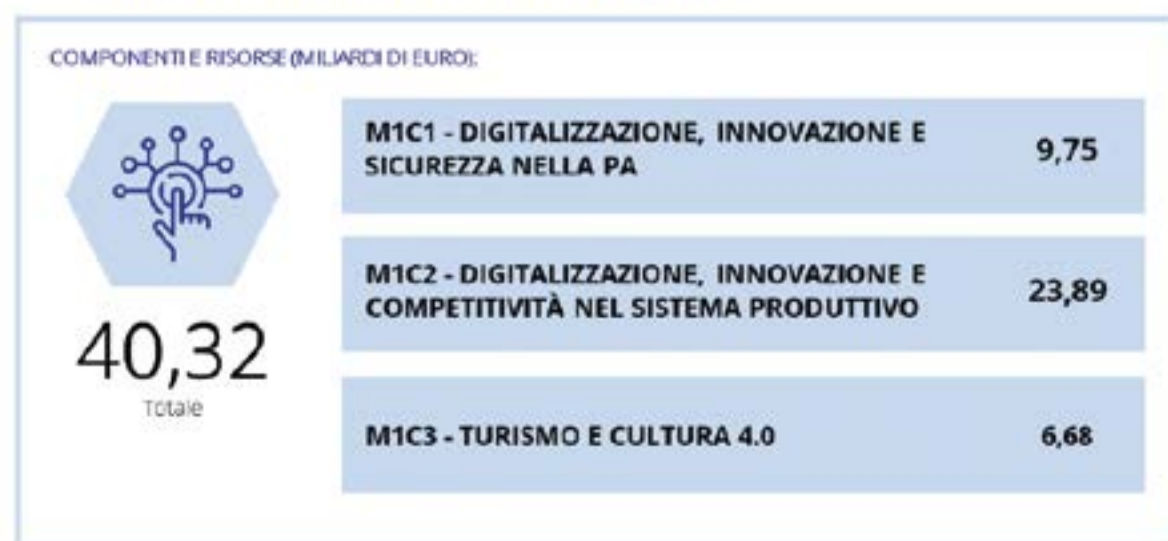 COMPONENTI E RISORSE (MILIARDI DI EURO):
M1C1 - DIGITALIZZAZIONE, INNOVAZIONE E
SICUREZZA NELLA PA
9,75
M1C2 - DIGITALIZZAZIONE, INNOVAZIONE E
COMPETITIVITÀ NEL SISTEMA PRODUTTIVO
23,89
40,32
Totale
M1C3 - TURISMO E CULTURA 4.0
6,68